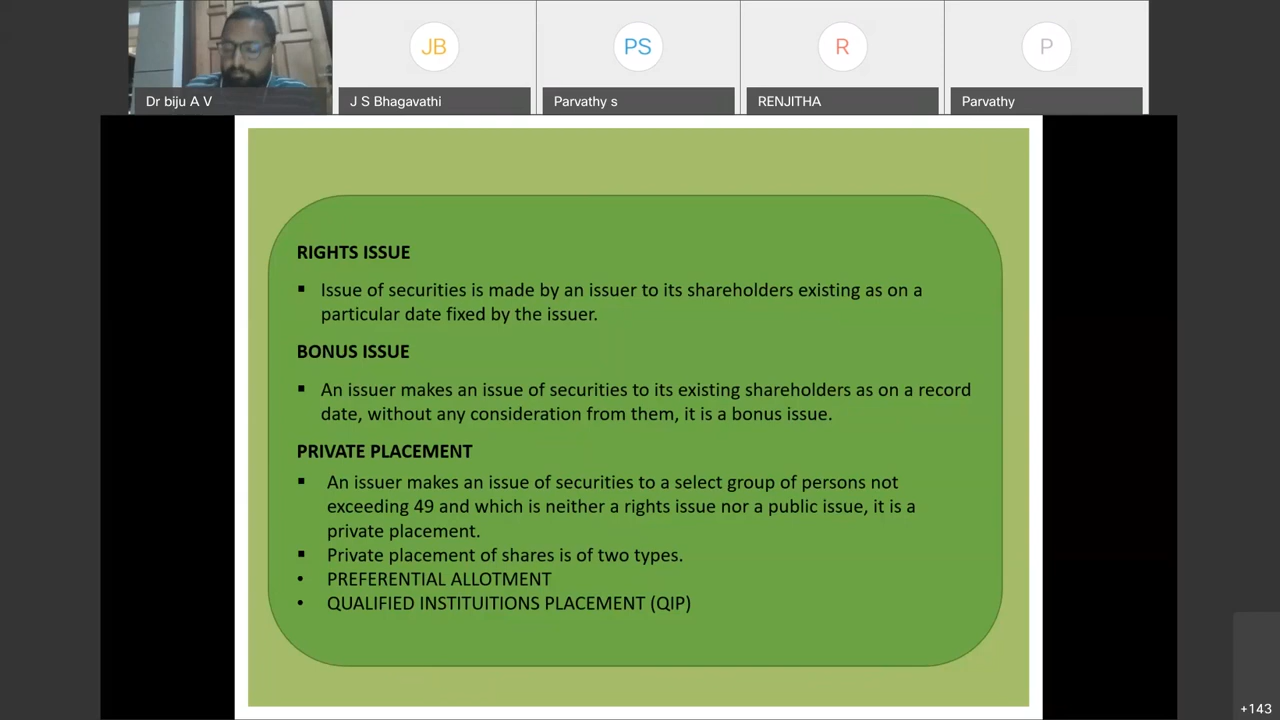 JB
PS
R
P
Dr biju A V
J S Bhagavathi
Parvathy s
RENJITHA
Parvathy
RIGHTS ISSUE
▪ Issue of securities is made by an issuer to its shareholders existing as on a
particular date fixed by the issuer.
BONUS ISSUE
▪ An issuer makes an issue of securities to its existing shareholders as on a record
date, without any consideration from them, it is a bonus issue.
PRIVATE PLACEMENT
▪ An issuer makes an issue of securities to a select group of persons not
exceeding 49 and which is neither a rights issue nor a public issue, it is a
private placement.
▪ Private placement of shares is of two types.
• PREFERENTIAL ALLOTMENT
• QUALIFIED INSTITUITIONS PLACEMENT (QIP)
+143